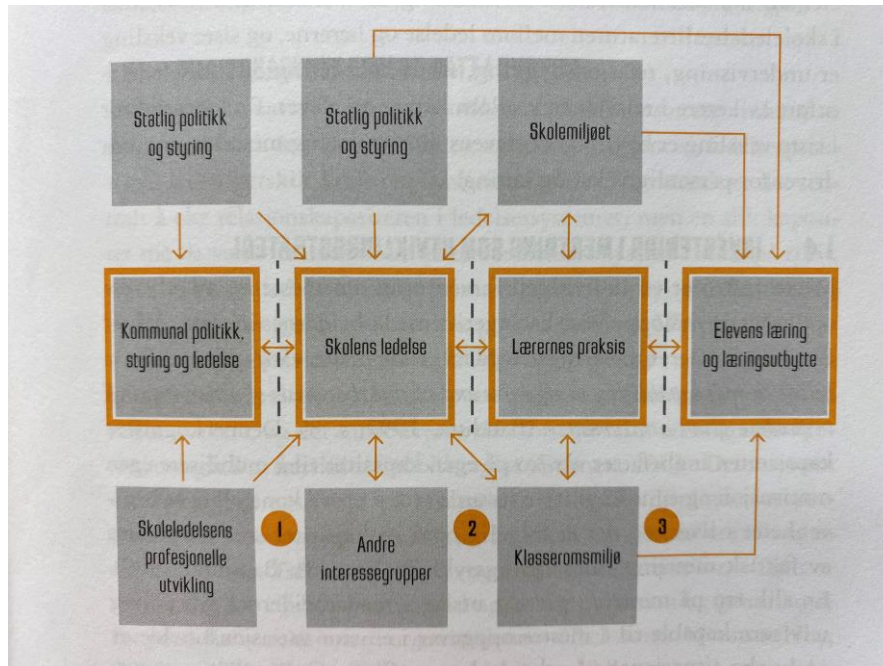 Statlig politikk
og styring
Statlig politikk
og styring
Skolemiljøet
Kommunal politikk,
styring og ledelse
Skolens ledelse
Lærernes praksis
Elevens læring
og læringsutbytte
Skoleledelsens
profesjonelle
utvikling
1
Andre
interessegrupper
2
Klasseromsmiljø
3